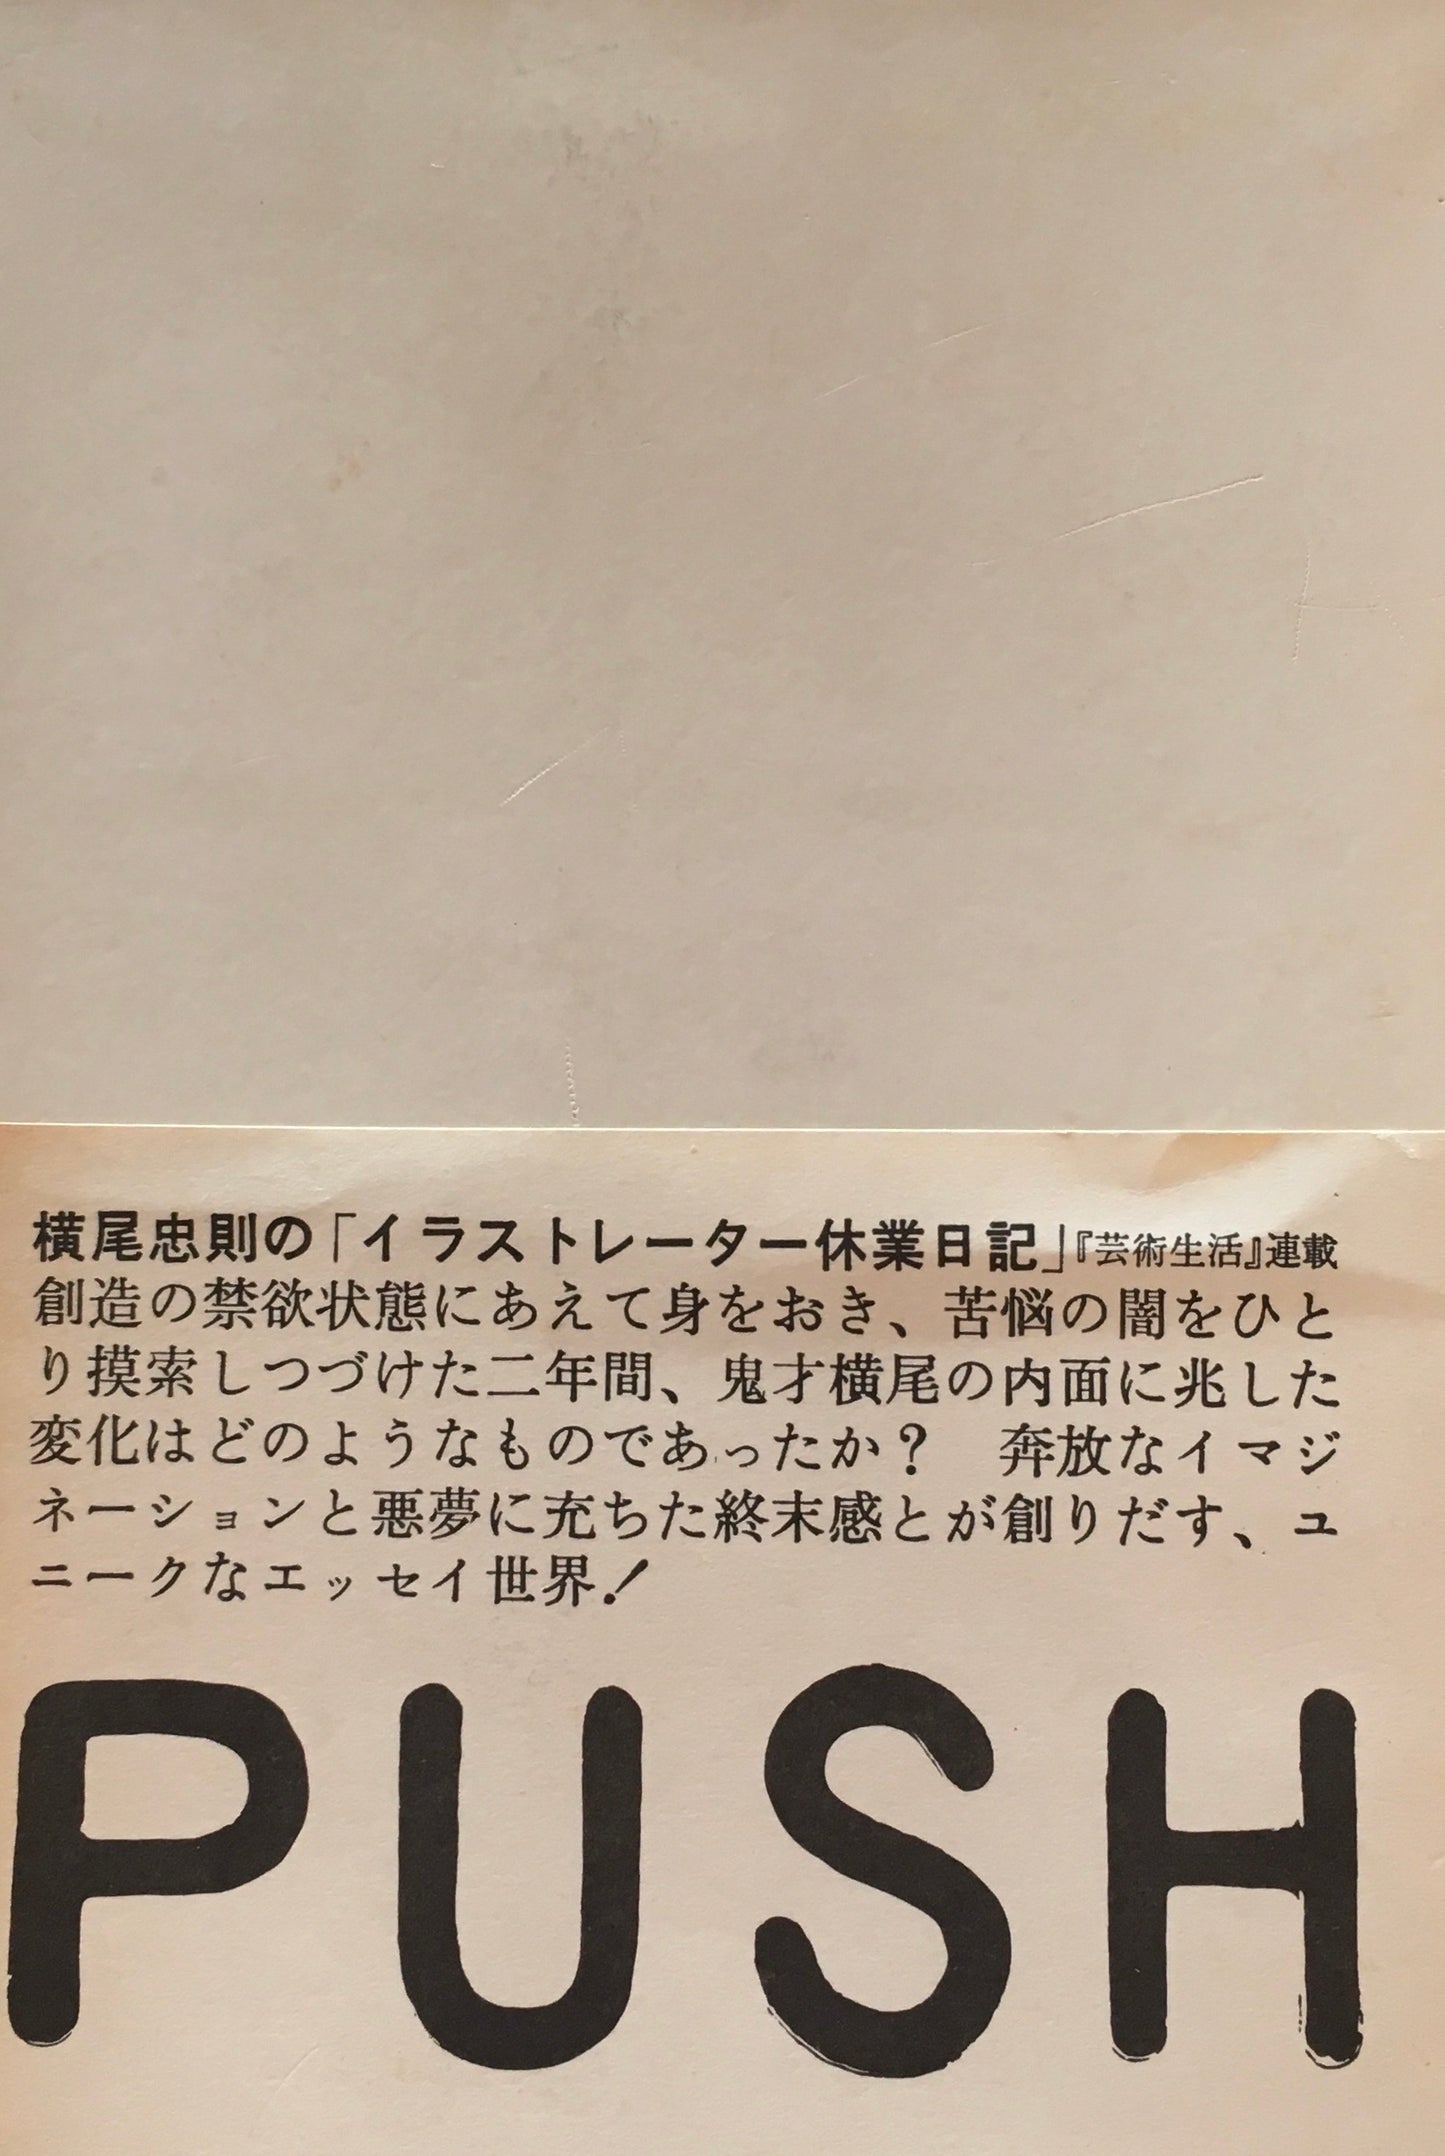 横尾忠則の「イラストレーター休業日記」『芸術生活』連載
創造の禁欲状態にあえて身をおき、苦悩の闇をひと
り摸索しつづけた二年間、鬼才横尾の内面に兆した
変化はどのようなものであったか？　奔放なイマジ
ネーションと悪夢に充ちた終末感とが創りだす、ユ
ニークなエッセイ世界！
PUSH